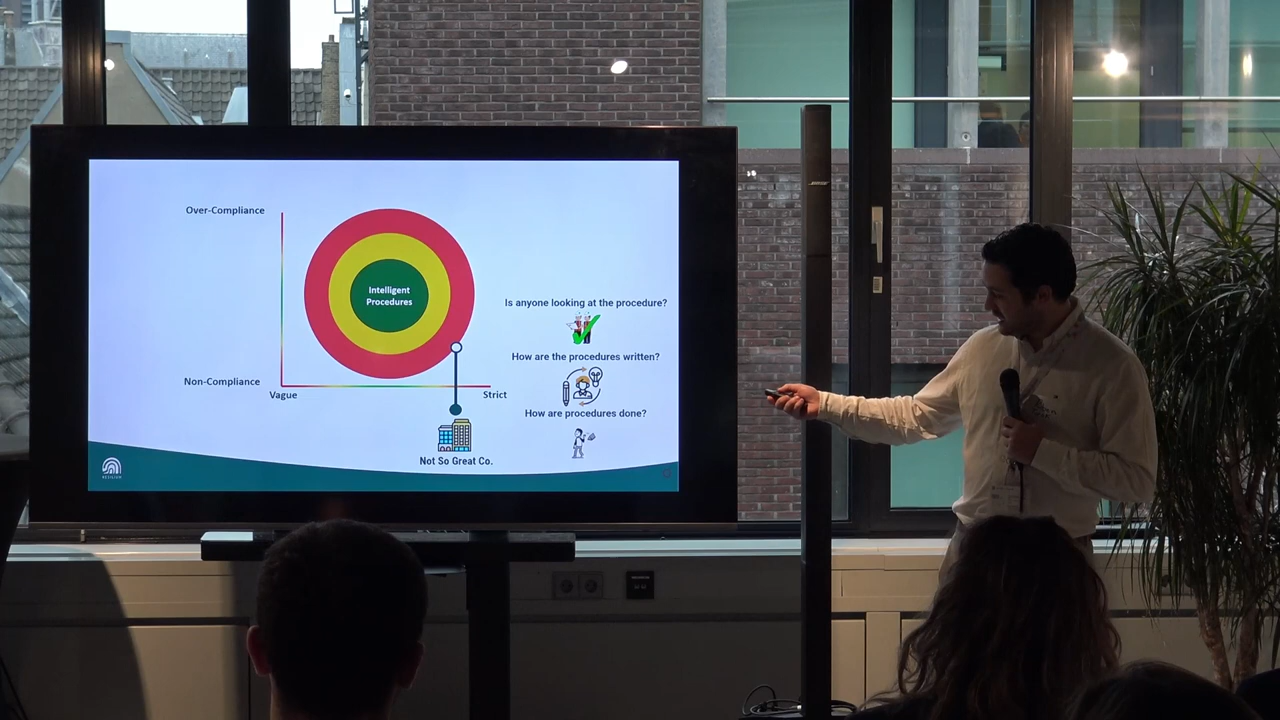 Over-Compliance
Intelligent
Procedures
Is anyone looking at the procedure?
How are the procedures written?
Non-Compliance
Vague
Strict
How are procedures done?
Not So Great Co.